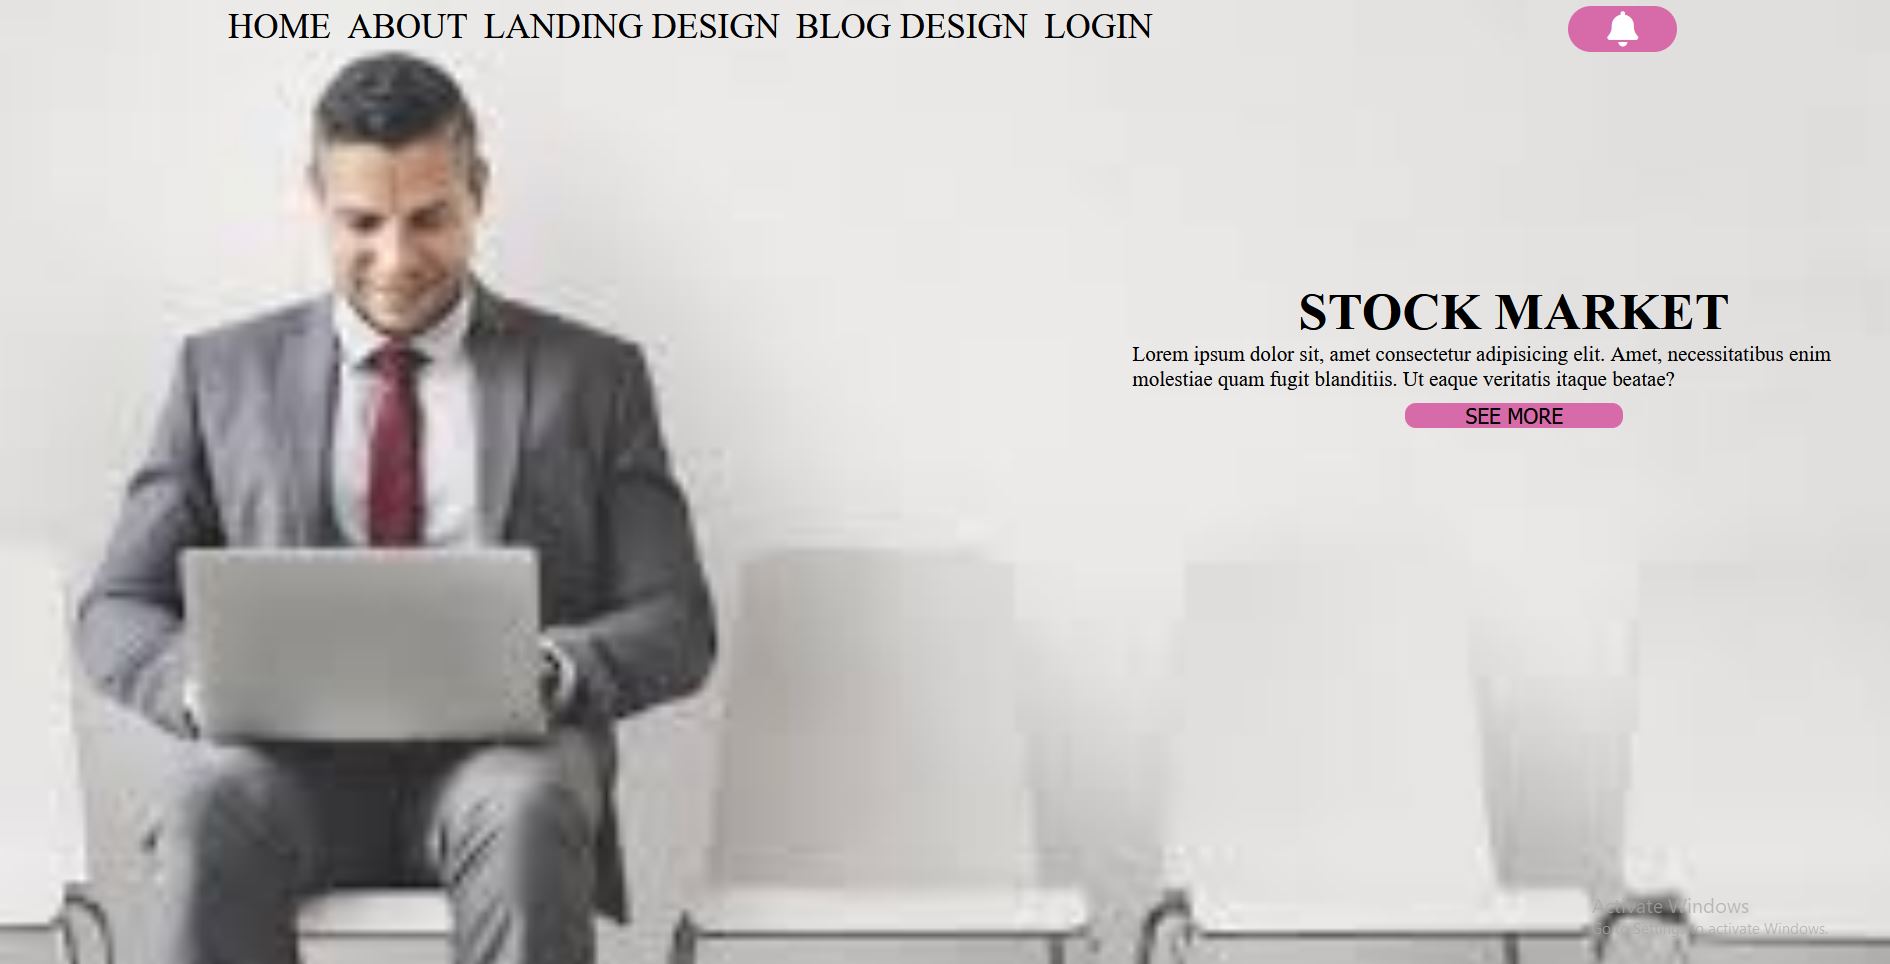 HOME ABOUT LANDING DESIGN BLOG DESIGN LOGIN
STOCK MARKET
Lorem ipsum dolor sit, amet consectetur adipisicing elit. Amet, necessitatibus enim
molestiae quam fugit blanditiis. Ut eaque veritatis itaque beatae?
SEE MORE
Activate Windows
Go to Settings to activate Windows.